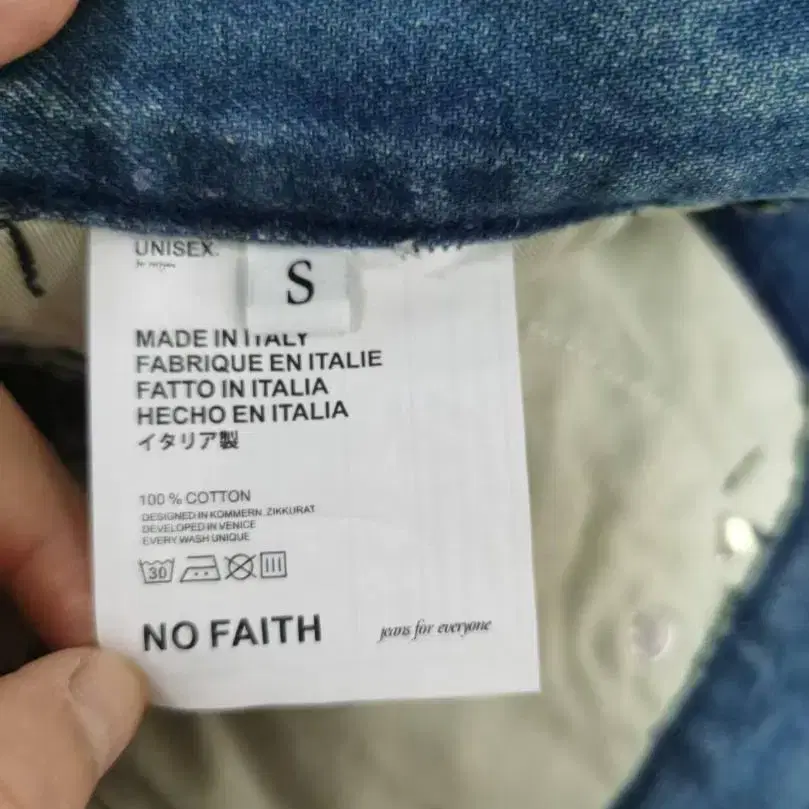 UNISEX.
S
MADE IN ITALY
FABRIQUE EN ITALIE
FATTO IN ITALIA
HECHO EN ITALIA
イタリア製
100 % COTTON
DESIGNED IN KOMMERN. ZIKKURAT
DEVELOPED IN VENICE
EVERY WASH UNIQUE
30
NO FAITH
jeans for everyone